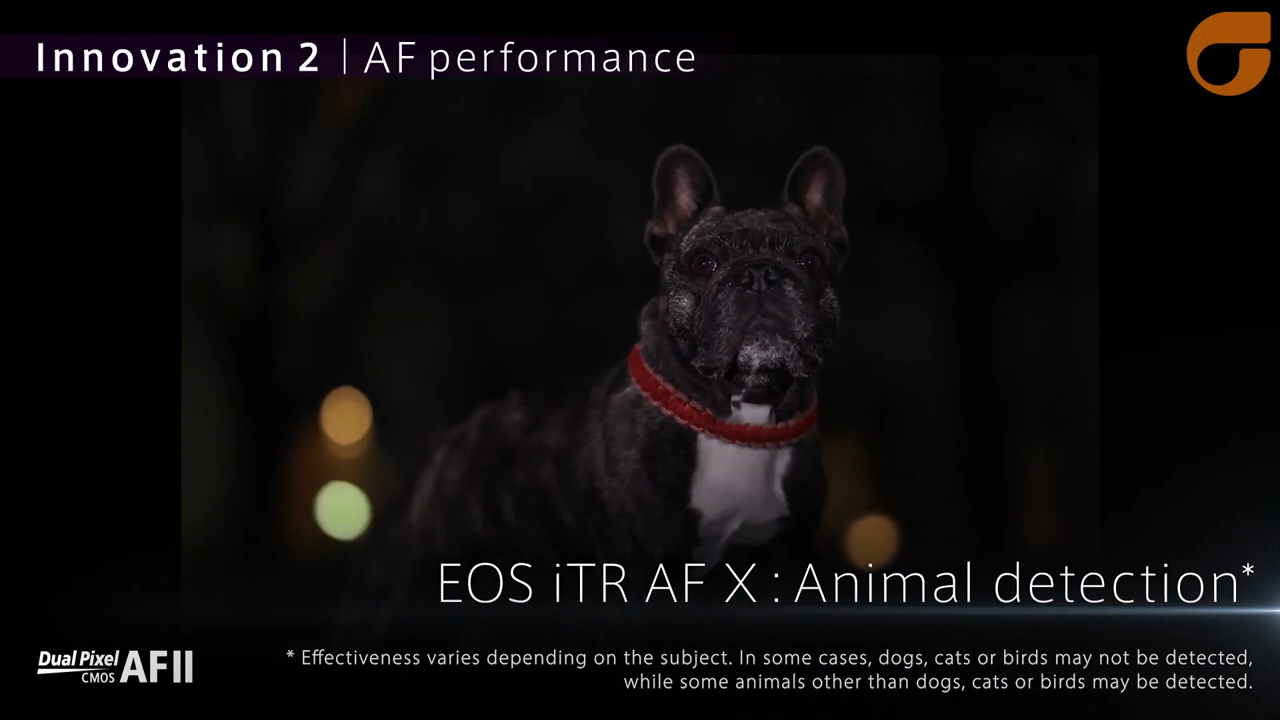 Innovation 2 | AF performance
EOS iTR AF X : Animal detection*
Dual Pixel
CMOS AF II
* Effectiveness varies depending on the subject. In some cases, dogs, cats or birds may not be detected,
while some animals other than dogs, cats or birds may be detected.